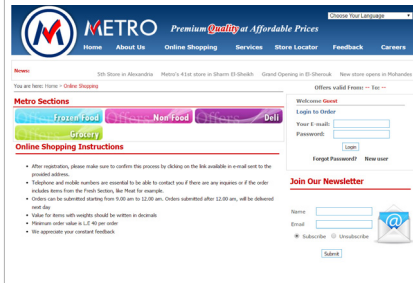 Choose Your Language
METRO Premium Quality at Affordable Prices
Home About Us Online Shopping Services Store Locator Feedback Careers
News:
5th Store in Alexandria Metro's 41st store in Sharm El-Sheikh Grand Opening in El-Sherouk New store opens in Mohandes
You are here: Home > Online Shopping
Offers valid From: -- To: --
Metro Sections
Offers Frozen Food
Offers Non Food
Offers Deli
Offers Grocery
Welcome Guest
Login to Order
Your E-mail:
Password:
Login
Forgot Password? New user
Online Shopping Instructions
After registration, please make sure to confirm this process by clicking on the link available in e-mail sent to the
provided address.
Telephone and mobile numbers are essential to be able to contact you if there are any inquiries or if the order
includes items from the Fresh Section, like Meat for example.
Orders can be submitted starting from 9.00 am to 12.00 am. Orders submitted after 12.00 am, will be delivered
next day
Value for items with weights should be written in decimals
Minimum order value is L.E 40 per order
We appreciate your constant feedback
Join Our Newsletter
Name
Email
Subscribe Unsubscribe
Submit